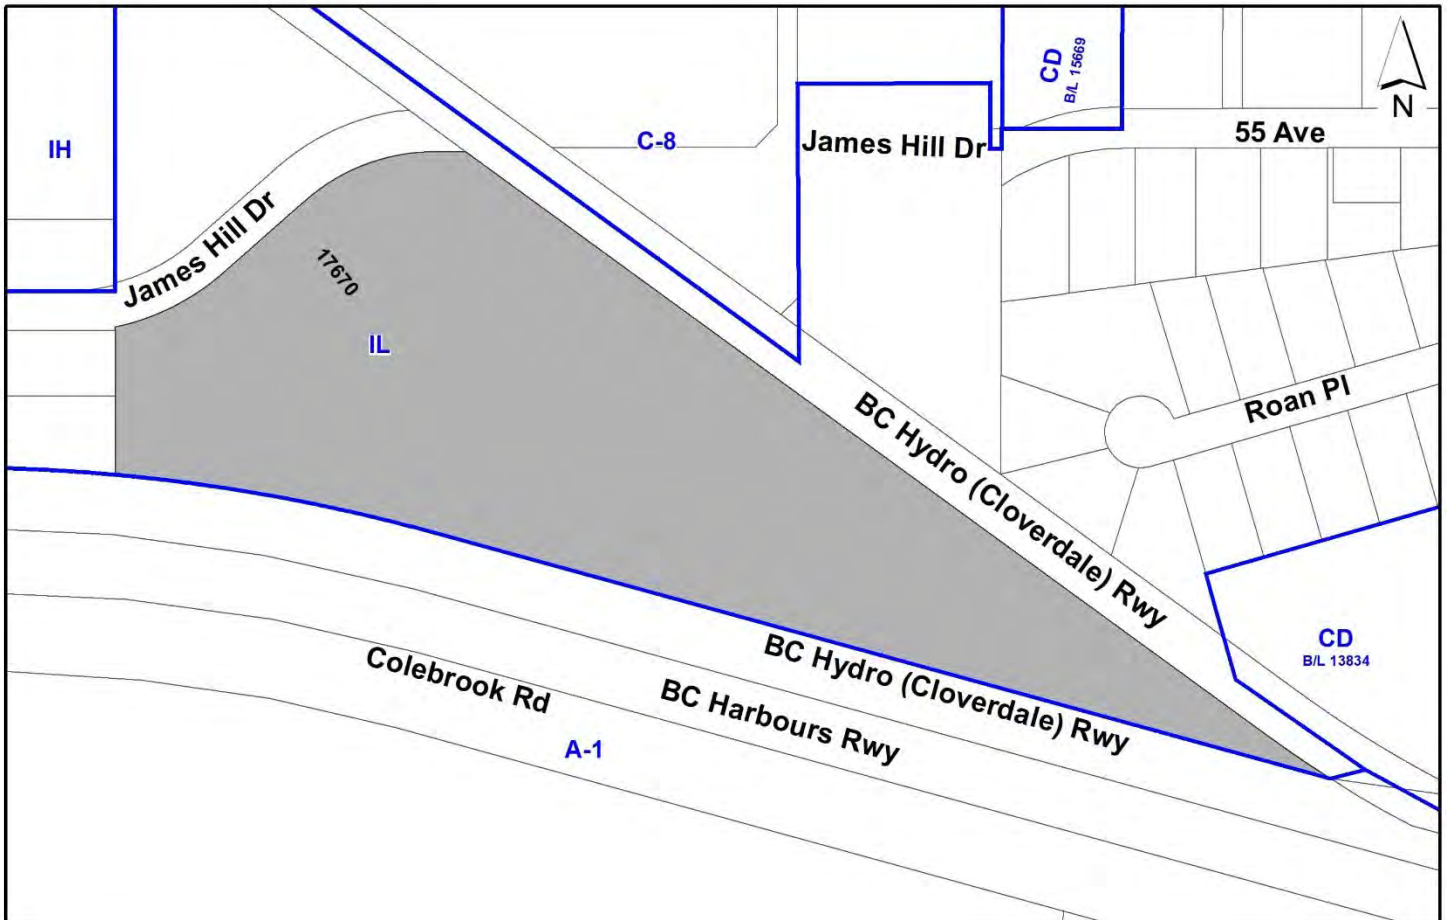 CD
B/L 15669
N
IH
C-8
James Hill Dr
55 Ave
James Hill Dr
17670
IL
Roan Pl
BC Hydro (Cloverdale) Rwy
CD
B/L 13834
BC Hydro (Cloverdale) Rwy
Colebrook Rd
BC Harbours Rwy
A-1